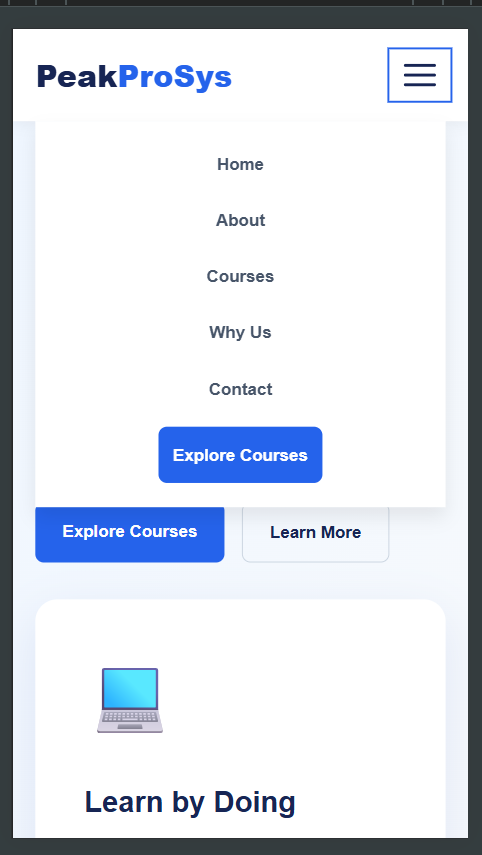 PeakProSys
Home
About
Courses
Why Us
Contact
Explore Courses
Explore Courses
Learn More
Learn by Doing